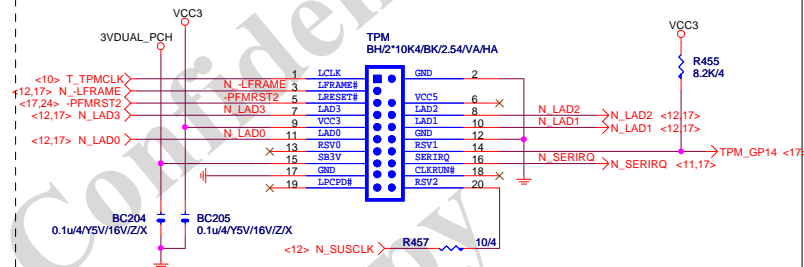 VCC3
3VDUAL_PCH
TPM
BH/2*10K4/BK/2.54/VA/HA
VCC3
R455
8.2K/4
<10> T_TPMCLK 1 LCLK GND 2
<12,17> N_-LFRAME N_-LFRAME 3 LFRAME#
<17,24> -PFMRST2 -PFMRST2 5 LRESET# VCC5 6
<12,17> N_LAD3 N_LAD3 7 LAD3 LAD2 8 N_LAD2 N_LAD2 <12,17>
9 VCC3 LAD1 10 N_LAD1 N_LAD1 <12,17>
<12,17> N_LAD0 N_LAD0 11 LAD0 GND 12
13 RSV0 RSV1 14 TPM_GP14 <17>
15 SB3V SERIRQ 16 N_SERIRQ N_SERIRQ <11,17>
17 GND CLKRUN# 18
19 LPCPD# RSV2 20
BC204
0.1u/4/Y5V/16V/Z/X
BC205
0.1u/4/Y5V/16V/Z/X
<12> N_SUSCLK R457 10/4
Confidential
Copy